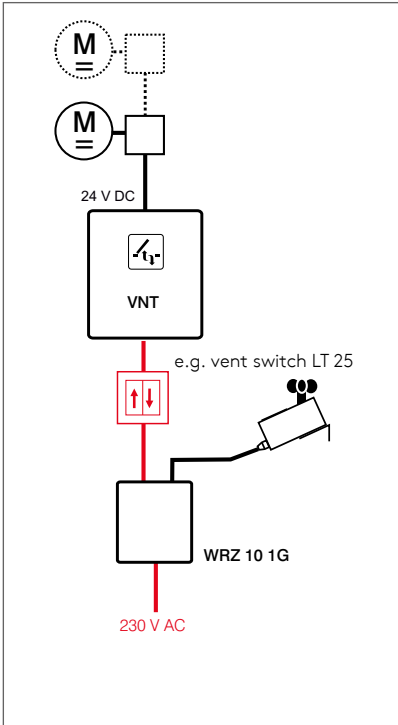 M
M
24 V DC
VNT
e.g. vent switch LT 25
WRZ 10 1G
230 V AC